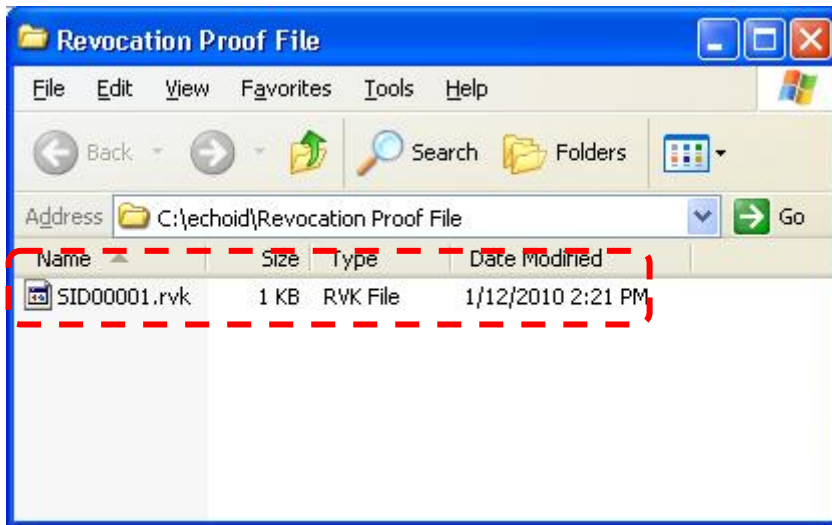 Revocation Proof File
File Edit View Favorites Tools Help
Back Search Folders
Address C:\echoid\Revocation Proof File Go
Name Size Type Date Modified
SID00001.rvk 1 KB RVK File 1/12/2010 2:21 PM